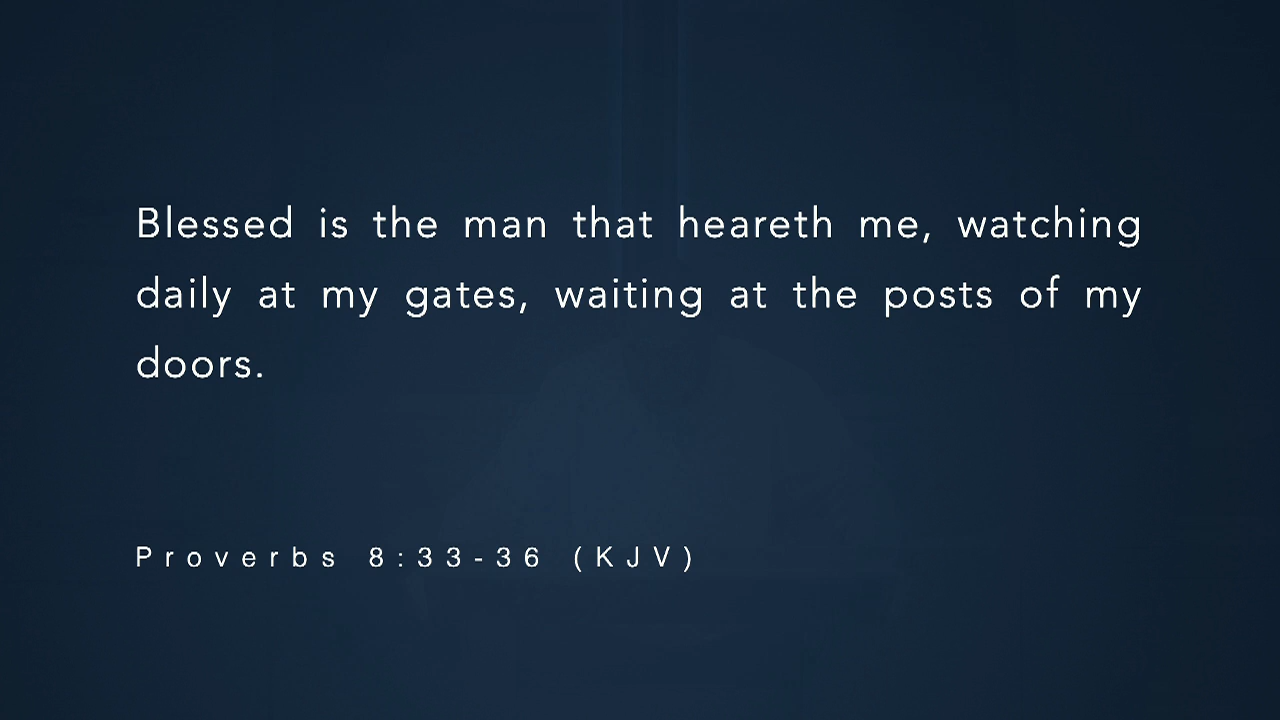 Blessed is the man that heareth me, watching
daily at my gates, waiting at the posts of my
doors.
Proverbs 8:33-36 (KJV)